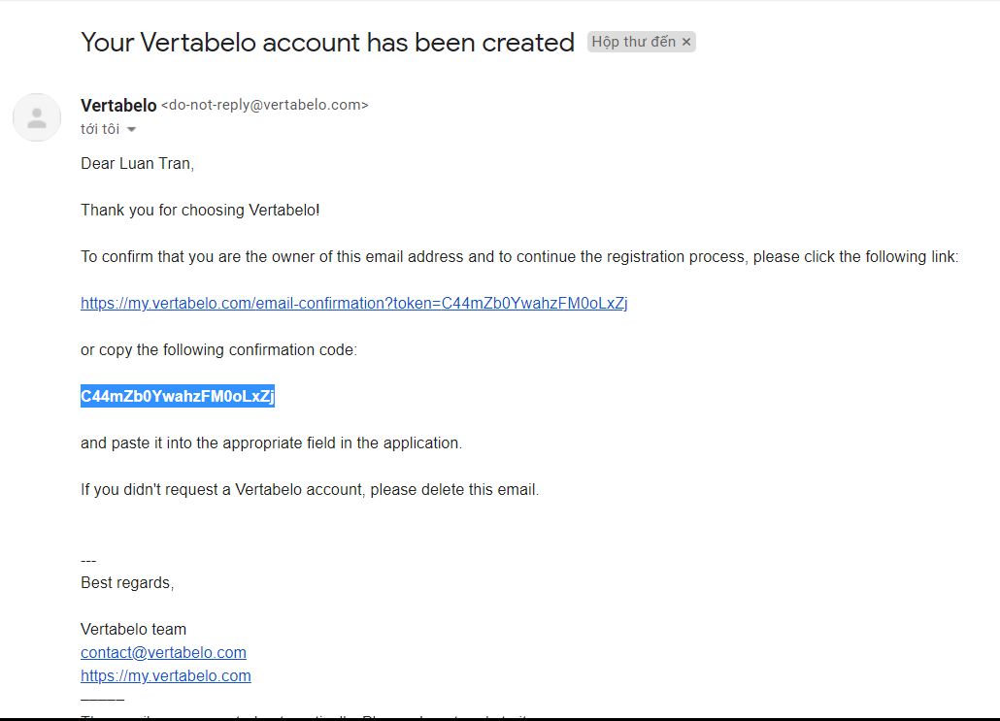 Your Vertabelo account has been created Hộp thư đến ×
Vertabelo <do-not-reply@vertabelo.com>
tới tôi
Dear Luan Tran,
Thank you for choosing Vertabelo!
To confirm that you are the owner of this email address and to continue the registration process, please click the following link:
https://my.vertabelo.com/email-confirmation?token=C44mZb0YwahzFM0oLxZj
or copy the following confirmation code:
C44mZb0YwahzFM0oLxZj
and paste it into the appropriate field in the application.
If you didn't request a Vertabelo account, please delete this email.
---
Best regards,
Vertabelo team
contact@vertabelo.com
https://my.vertabelo.com
_____